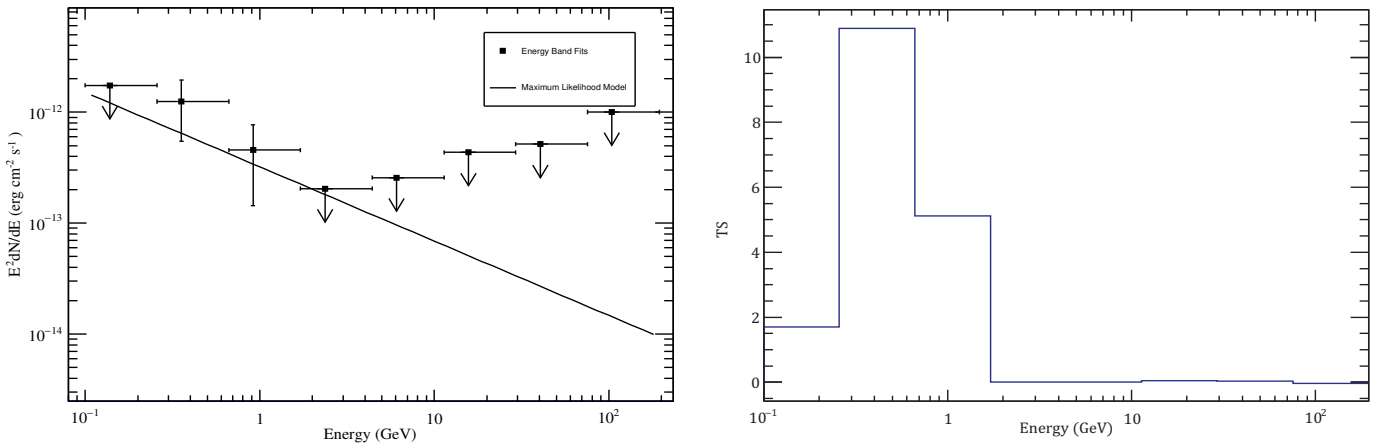 Energy Band Fits
Maximum Likelihood Model
E²dN/dE (erg cm⁻² s⁻¹ )
10⁻¹²
10⁻¹³
10⁻¹⁴
10⁻¹ 1 10 10²
Energy (GeV)
TS
10
8
6
4
2
0
10⁻¹ 1 10 10²
Energy (GeV)